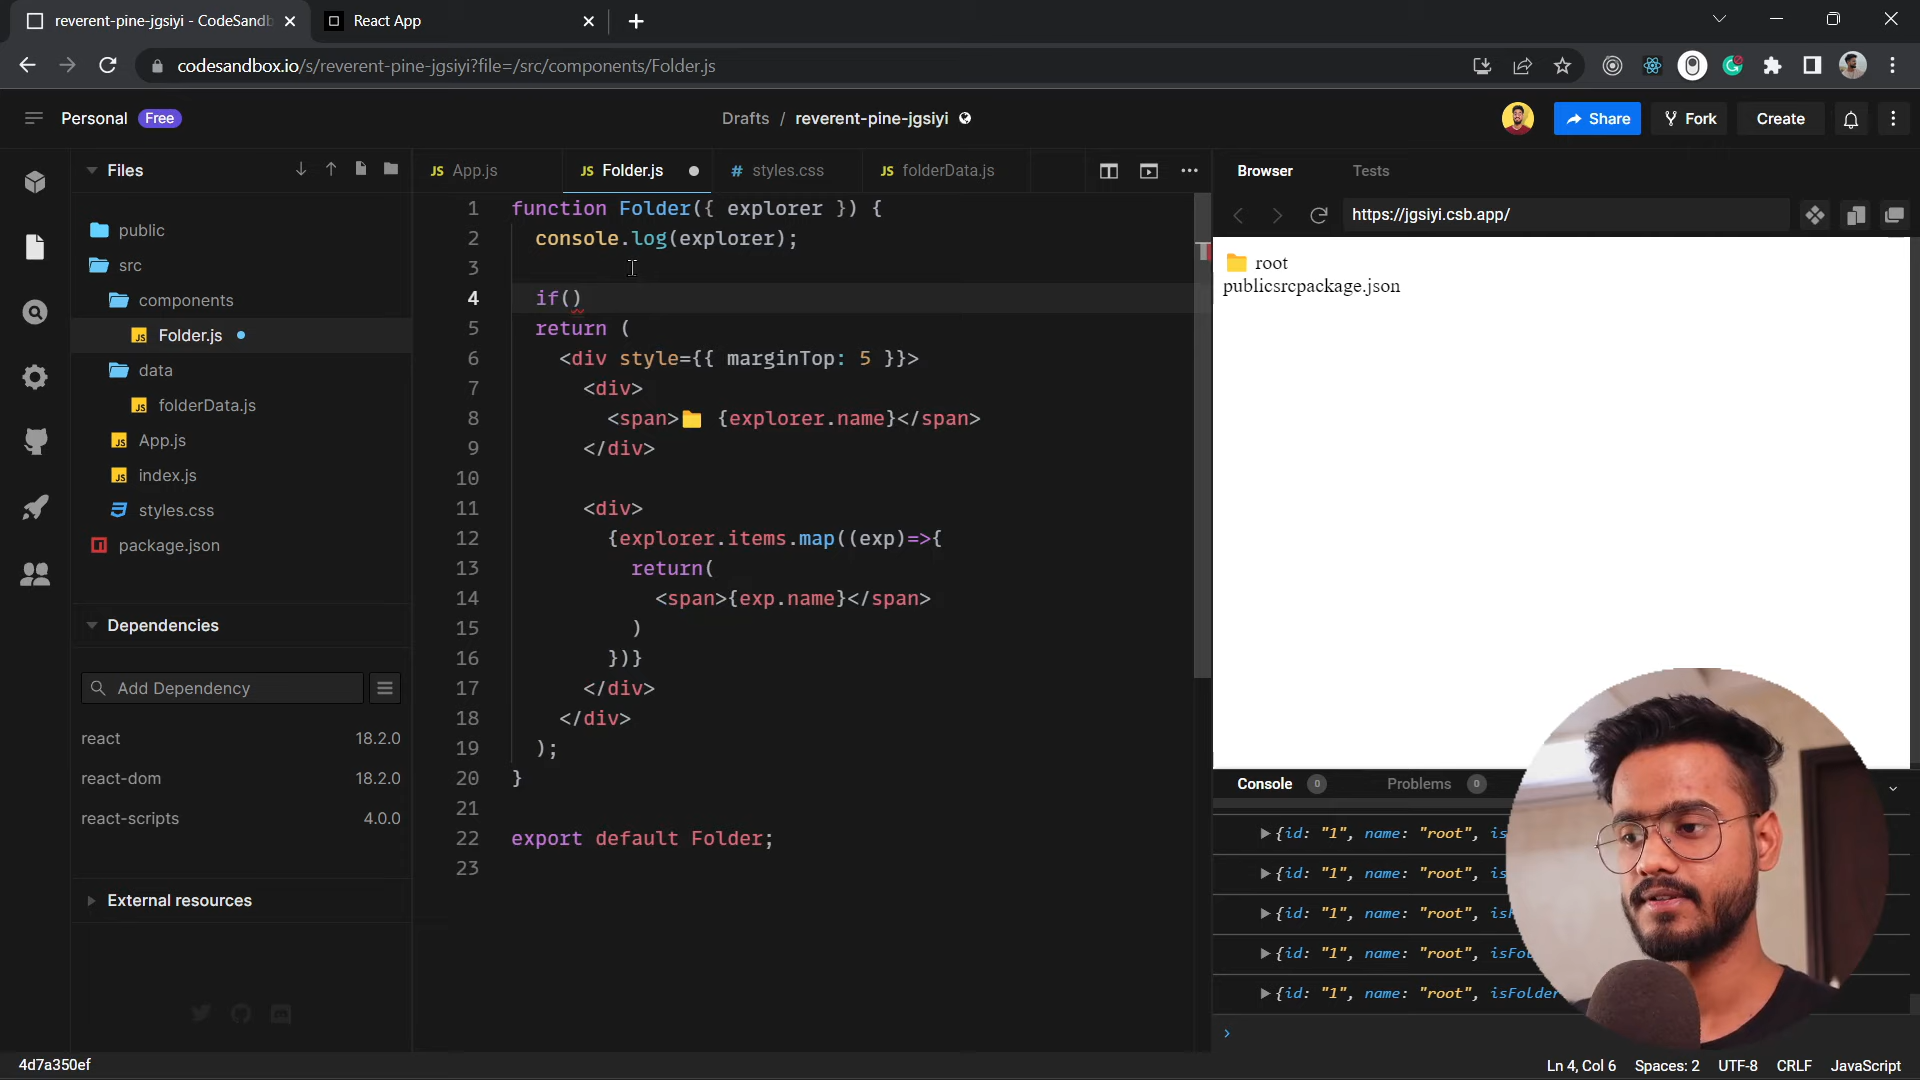 reverent-pine-jgsiyi - CodeSandb
React App
codesandbox.io/s/reverent-pine-jgsiyi?file=/src/components/Folder.js
Personal Free
Drafts / reverent-pine-jgsiyi
Share
Fork
Create
Files
public
src
components
Folder.js
data
folderData.js
App.js
index.js
styles.css
package.json
Dependencies
Add Dependency
react 18.2.0
react-dom 18.2.0
react-scripts 4.0.0
External resources
JS App.js
JS Folder.js
# styles.css
JS folderData.js
1 function Folder({ explorer }) {
2 console.log(explorer);
3
4 if()
5 return (
6 <div style={{ marginTop: 5 }}>
7 <div>
8 <span>📁 {explorer.name}</span>
9 </div>
10
11 <div>
12 {explorer.items.map((exp)=>{
13 return(
14 <span>{exp.name}</span>
15 )
16 })}
17 </div>
18 </div>
19 );
20 }
21
22 export default Folder;
23
Browser
Tests
https://jgsiyi.csb.app/
📁 root
publicsrcpackage.json
Console 0
Problems 0
{id: "1", name: "root", is
{id: "1", name: "root", is
{id: "1", name: "root", is
{id: "1", name: "root", isFo
{id: "1", name: "root", isFolder
4d7a350ef
Ln 4, Col 6
Spaces: 2
UTF-8
CRLF
JavaScript